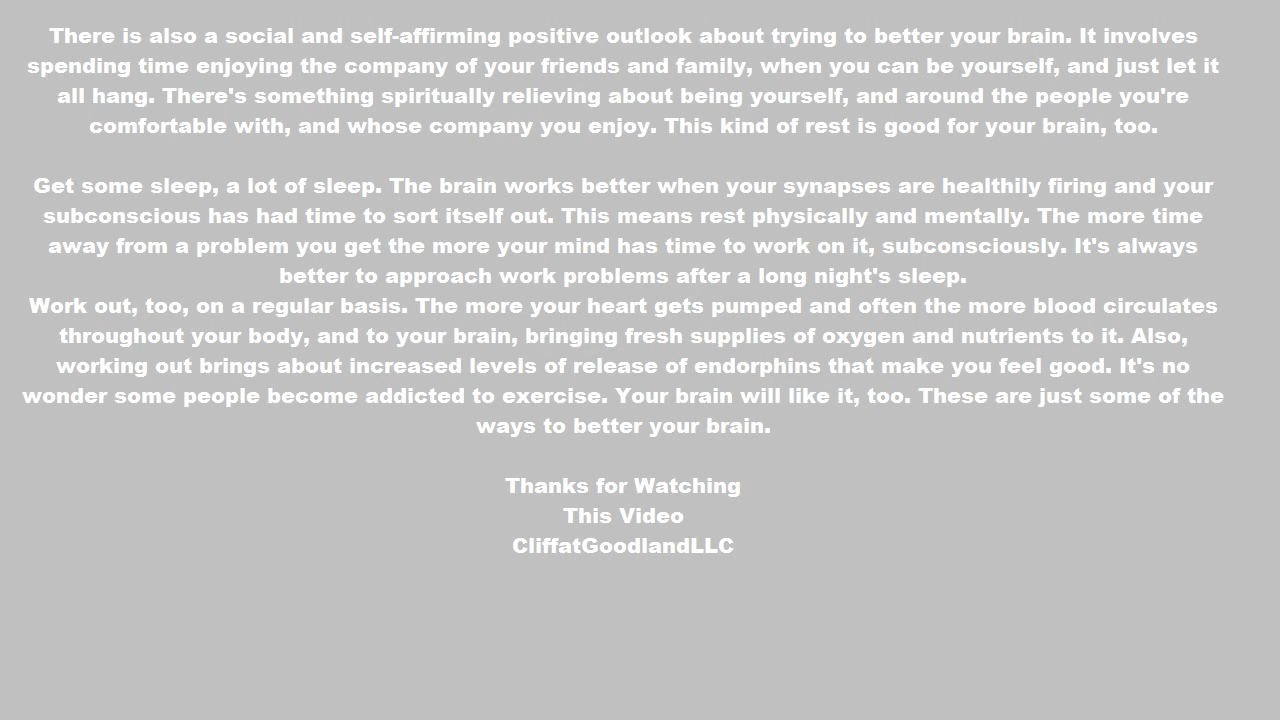 There is also a social and self-affirming positive outlook about trying to better your brain. It involves
spending time enjoying the company of your friends and family, when you can be yourself, and just let it
all hang. There's something spiritually relieving about being yourself, and around the people you're
comfortable with, and whose company you enjoy. This kind of rest is good for your brain, too.
Get some sleep, a lot of sleep. The brain works better when your synapses are healthily firing and your
subconscious has had time to sort itself out. This means rest physically and mentally. The more time
away from a problem you get the more your mind has time to work on it, subconsciously. It's always
better to approach work problems after a long night's sleep.
Work out, too, on a regular basis. The more your heart gets pumped and often the more blood circulates
throughout your body, and to your brain, bringing fresh supplies of oxygen and nutrients to it. Also,
working out brings about increased levels of release of endorphins that make you feel good. It's no
wonder some people become addicted to exercise. Your brain will like it, too. These are just some of the
ways to better your brain.
Thanks for Watching
This Video
CliffatGoodlandLLC